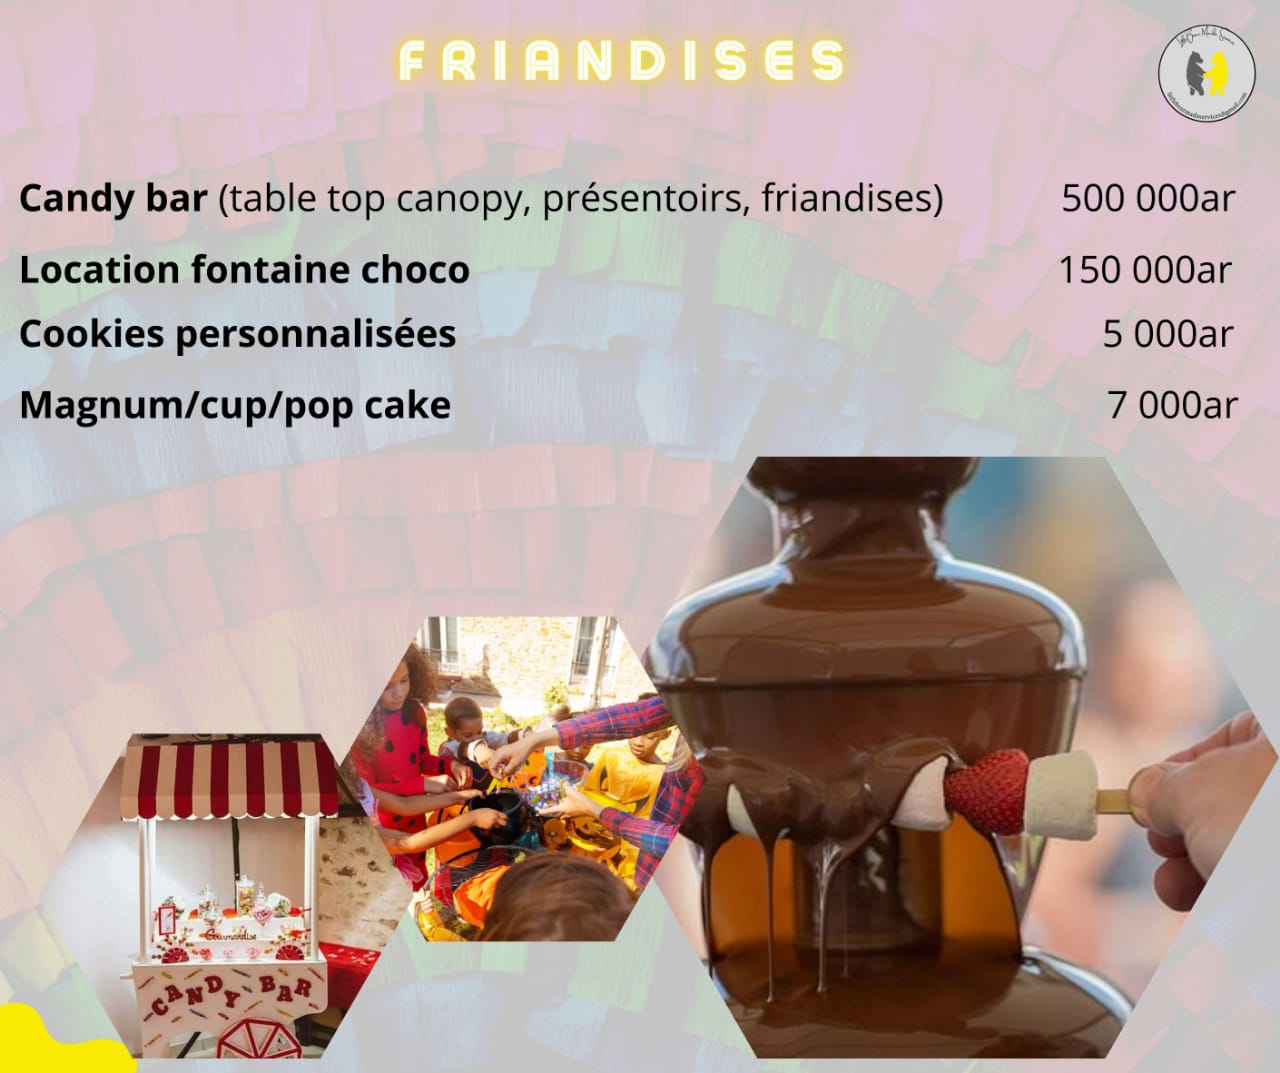 FRIANDISES
Candy bar (table top canopy, présentoirs, friandises) 500 000ar
Location fontaine choco 150 000ar
Cookies personnalisées 5 000ar
Magnum/cup/pop cake 7 000ar
Gourmandise
CANDY BAR